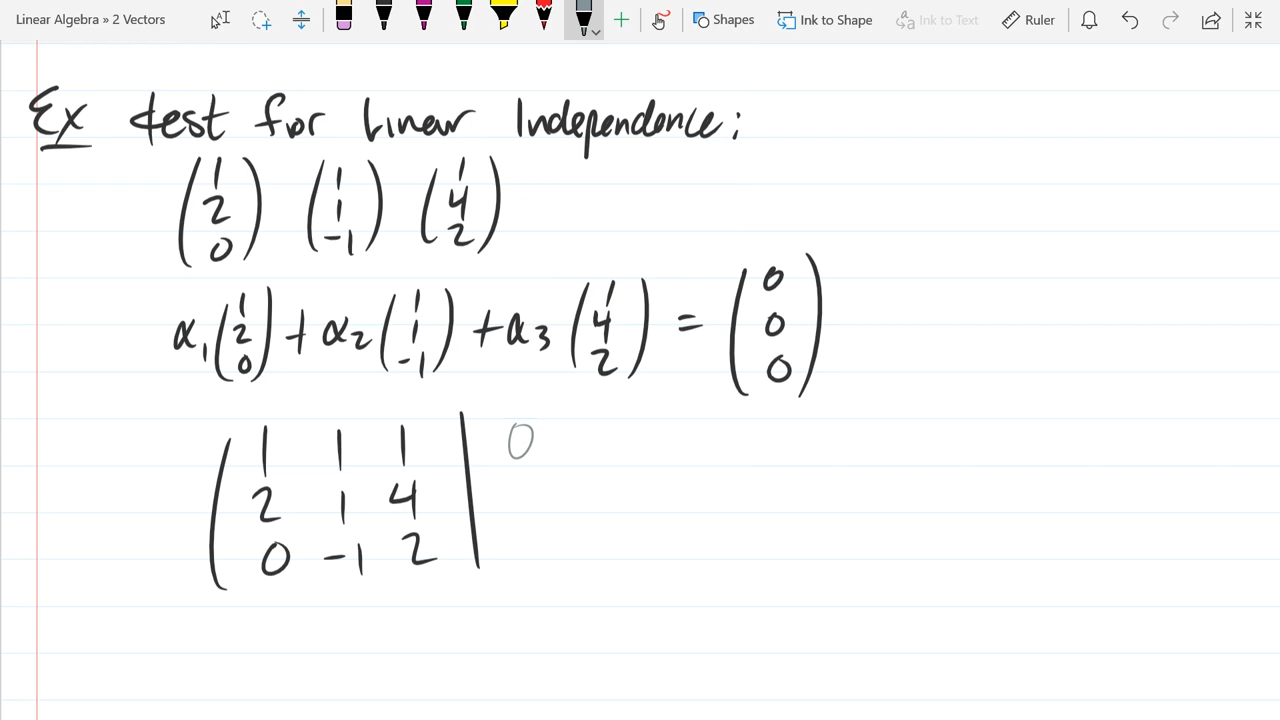 Linear Algebra » 2 Vectors Shapes Ink to Shape Ink to Text Ruler
Ex test for Linear Independence:
(1 2 0) (1 1 -1) (1 4 2)
α1(1 2 0) + α2(1 1 -1) + α3(1 4 2) = (0 0 0)
( 1 1 1 | 0
2 1 4
0 -1 2